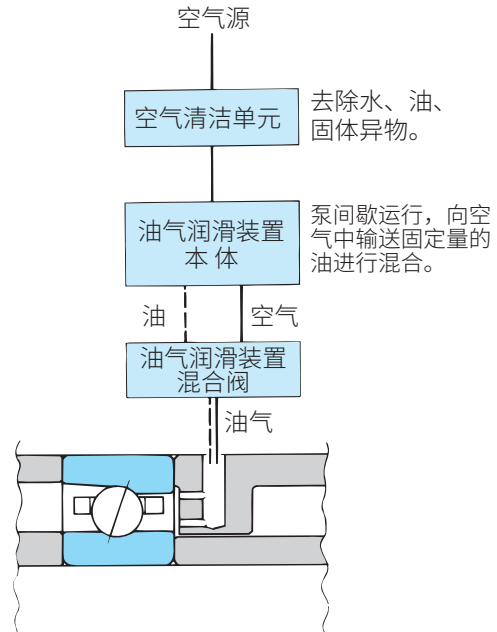 空气源
空气清洁单元
去除水、油、
固体异物。
油气润滑装置
本 体
泵间歇运行，向空
气中输送固定量的
油进行混合。
油
空气
油气润滑装置
混合阀
油气